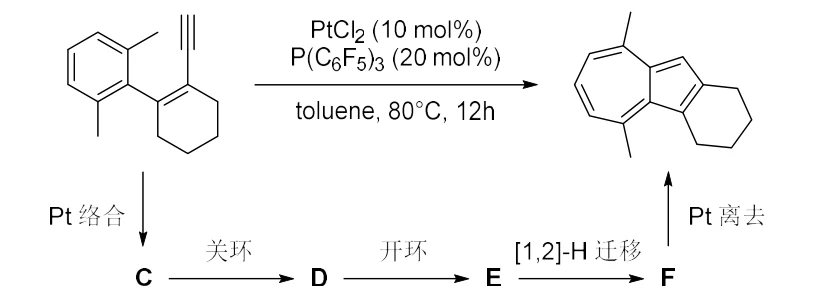 PtCl2 (10 mol%)
P(C6F5)3 (20 mol%)
toluene, 80°C, 12h
Pt 络合
Pt 离去
关环
开环
[1,2]-H 迁移
C
D
E
F